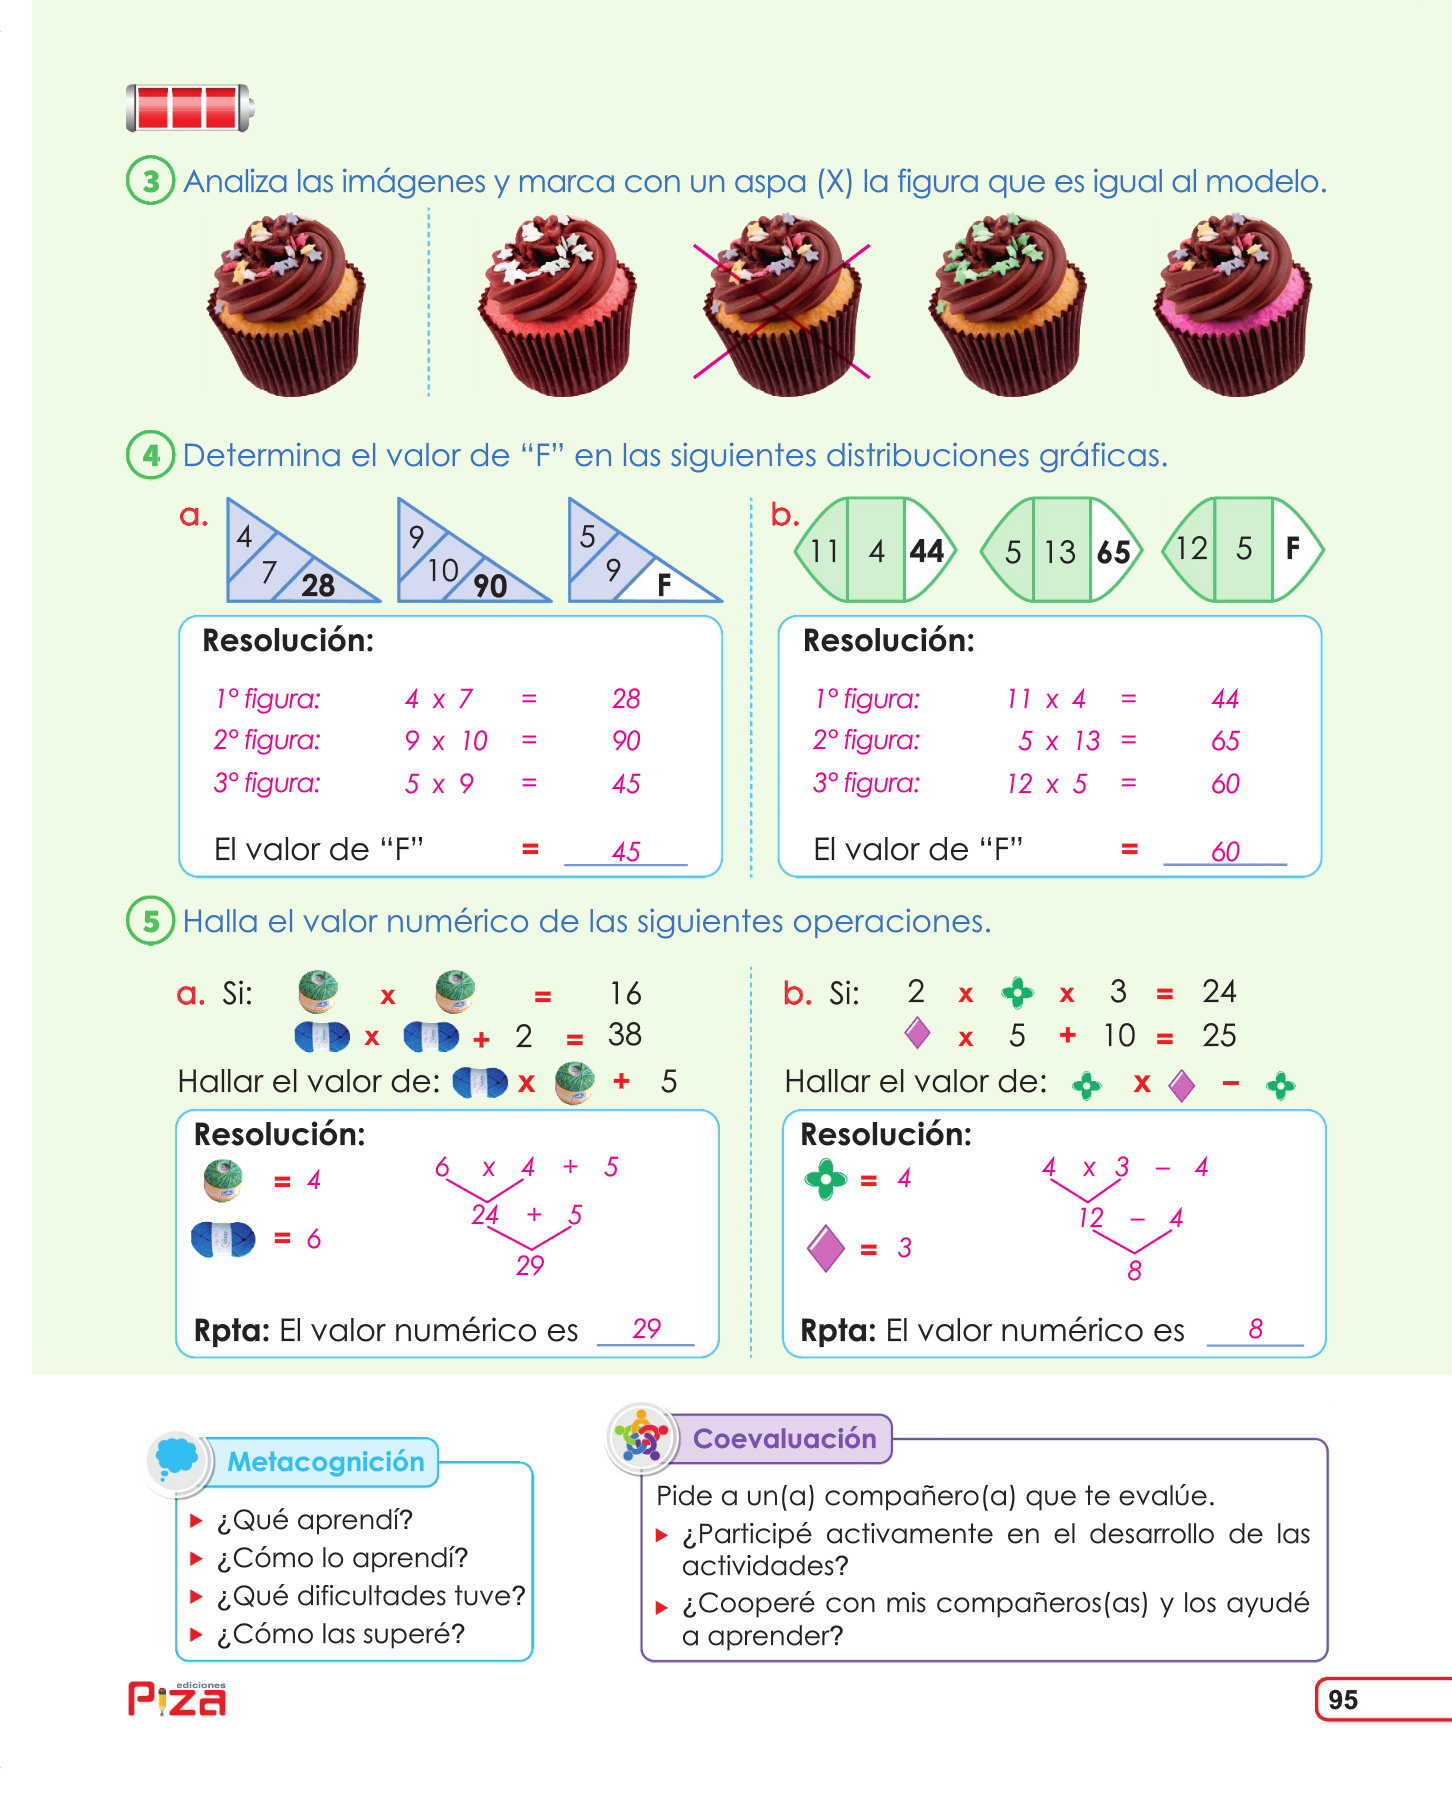 3 Analiza las imágenes y marca con un aspa (X) la figura que es igual al modelo.
4 Determina el valor de “F” en las siguientes distribuciones gráficas.
a.
4
7
28
9
10
90
5
9
F
b.
11 4 44
5 13 65
12 5 F
Resolución:
1° figura: 4 x 7 = 28
2° figura: 9 x 10 = 90
3° figura: 5 x 9 = 45
El valor de “F” = 45
Resolución:
1° figura: 11 x 4 = 44
2° figura: 5 x 13 = 65
3° figura: 12 x 5 = 60
El valor de “F” = 60
5 Halla el valor numérico de las siguientes operaciones.
a. Si: x = 16
x + 2 = 38
Hallar el valor de: x + 5
Resolución:
= 4
= 6
6 x 4 + 5
24 + 5
29
Rpta: El valor numérico es 29
b. Si: 2 x x 3 = 24
x 5 + 10 = 25
Hallar el valor de: x –
Resolución:
= 4
= 3
4 x 3 – 4
12 – 4
8
Rpta: El valor numérico es 8
Metacognición
¿Qué aprendí?
¿Cómo lo aprendí?
¿Qué dificultades tuve?
¿Cómo las superé?
Coevaluación
Pide a un(a) compañero(a) que te evalúe.
¿Participé activamente en el desarrollo de las
actividades?
¿Cooperé con mis compañeros(as) y los ayudé
a aprender?
ediciones
Piza
95